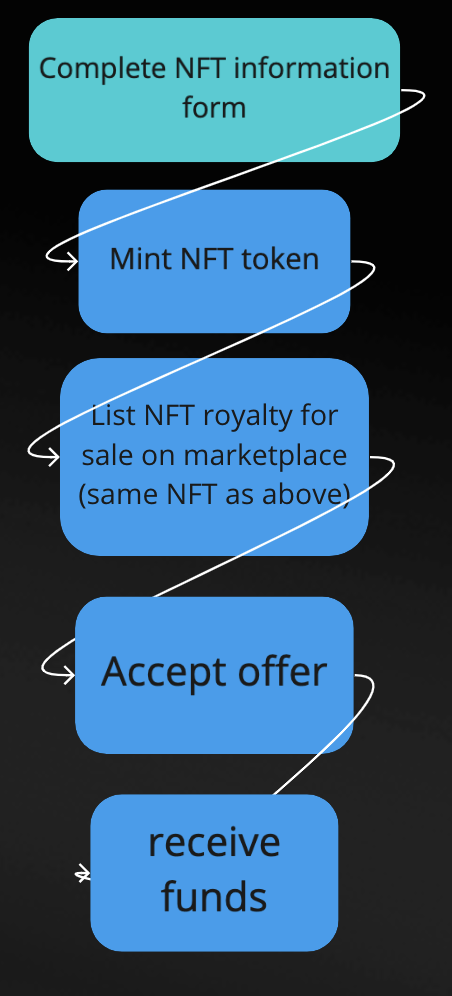 Complete NFT information
form
Mint NFT token
List NFT royalty for
sale on marketplace
(same NFT as above)
Accept offer
receive
funds